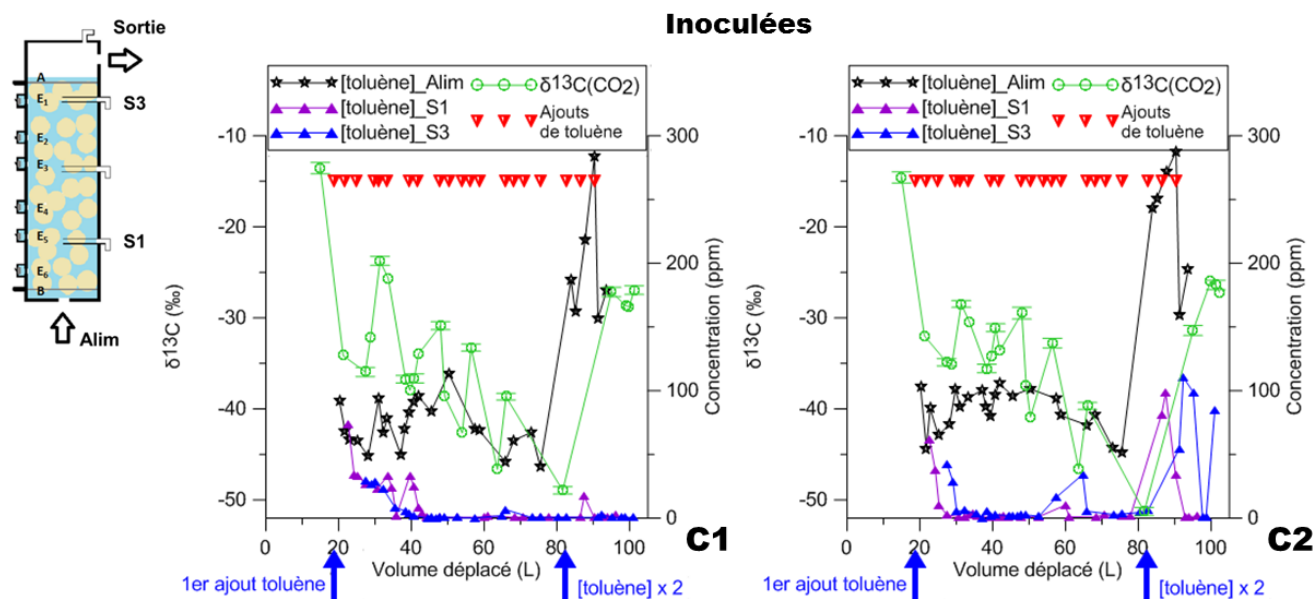 Inoculées
Sortie
A
E1
S3
E2
E3
E4
E5
S1
E6
B
Alim
[toluène]_Alim
δ13C(CO2)
[toluène]_S1
Ajouts
de toluène
[toluène]_S3
-10
-20
-30
-40
-50
δ13C (‰)
300
200
100
0
Concentration (ppm)
0 20 40 60 80 100
Volume déplacé (L)
C1
1er ajout toluène
[toluène] x 2
[toluène]_Alim
δ13C(CO2)
[toluène]_S1
Ajouts
de toluène
[toluène]_S3
-10
-20
-30
-40
-50
δ13C (‰)
300
200
100
0
Concentration (ppm)
0 20 40 60 80 100
Volume déplacé (L)
C2
1er ajout toluène
[toluène] x 2